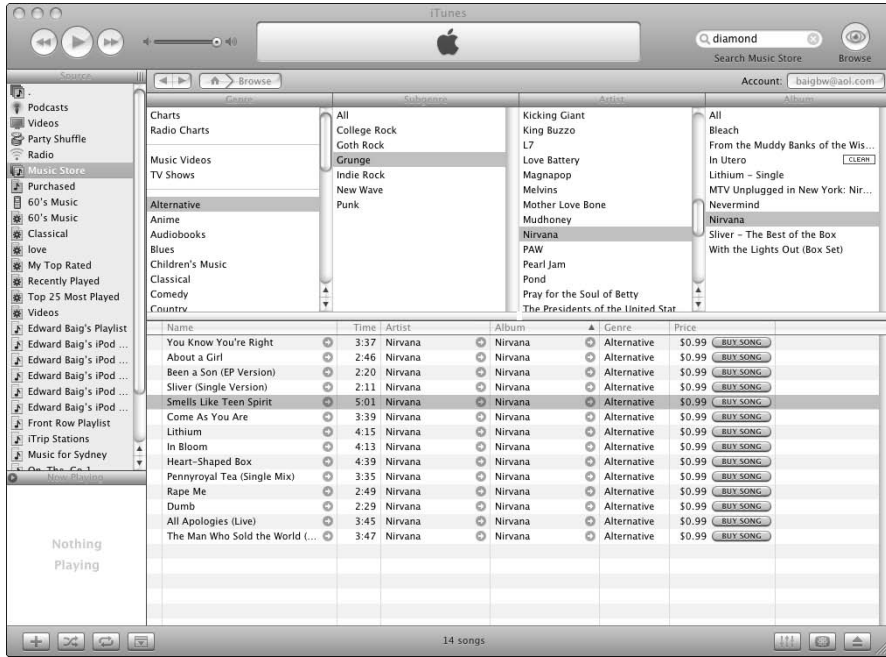 iTunes
diamond
Search Music Store
Browse
Source
Browse
Account: baigbw@aol.com
.
Podcasts
Videos
Party Shuffle
Radio
Music Store
Purchased
60's Music
60's Music
Classical
love
My Top Rated
Recently Played
Top 25 Most Played
Videos
Edward Baig's Playlist
Edward Baig's iPod ...
Edward Baig's iPod ...
Edward Baig's iPod ...
Edward Baig's iPod ...
Edward Baig's iPod ...
Front Row Playlist
iTrip Stations
Music for Sydney
On-The-Go 1
Now Playing
Nothing
Playing
Genre
Charts
Radio Charts
Music Videos
TV Shows
Alternative
Anime
Audiobooks
Blues
Children's Music
Classical
Comedy
Country
Subgenre
All
College Rock
Goth Rock
Grunge
Indie Rock
New Wave
Punk
Artist
Kicking Giant
King Buzzo
L7
Love Battery
Magnapop
Melvins
Mother Love Bone
Mudhoney
Nirvana
PAW
Pearl Jam
Pond
Pray for the Soul of Betty
The Presidents of the United Stat
Album
All
Bleach
From the Muddy Banks of the Wis...
In Utero CLEAN
Lithium - Single
MTV Unplugged in New York: Nir...
Nevermind
Nirvana
Sliver - The Best of the Box
With the Lights Out (Box Set)
Name Time Artist Album Genre Price
You Know You're Right 3:37 Nirvana Nirvana Alternative $0.99 BUY SONG
About a Girl 2:46 Nirvana Nirvana Alternative $0.99 BUY SONG
Been a Son (EP Version) 2:20 Nirvana Nirvana Alternative $0.99 BUY SONG
Sliver (Single Version) 2:11 Nirvana Nirvana Alternative $0.99 BUY SONG
Smells Like Teen Spirit 5:01 Nirvana Nirvana Alternative $0.99 BUY SONG
Come As You Are 3:39 Nirvana Nirvana Alternative $0.99 BUY SONG
Lithium 4:15 Nirvana Nirvana Alternative $0.99 BUY SONG
In Bloom 4:13 Nirvana Nirvana Alternative $0.99 BUY SONG
Heart-Shaped Box 4:39 Nirvana Nirvana Alternative $0.99 BUY SONG
Pennyroyal Tea (Single Mix) 3:35 Nirvana Nirvana Alternative $0.99 BUY SONG
Rape Me 2:49 Nirvana Nirvana Alternative $0.99 BUY SONG
Dumb 2:29 Nirvana Nirvana Alternative $0.99 BUY SONG
All Apologies (Live) 3:45 Nirvana Nirvana Alternative $0.99 BUY SONG
The Man Who Sold the World (... 3:47 Nirvana Nirvana Alternative $0.99 BUY SONG
14 songs